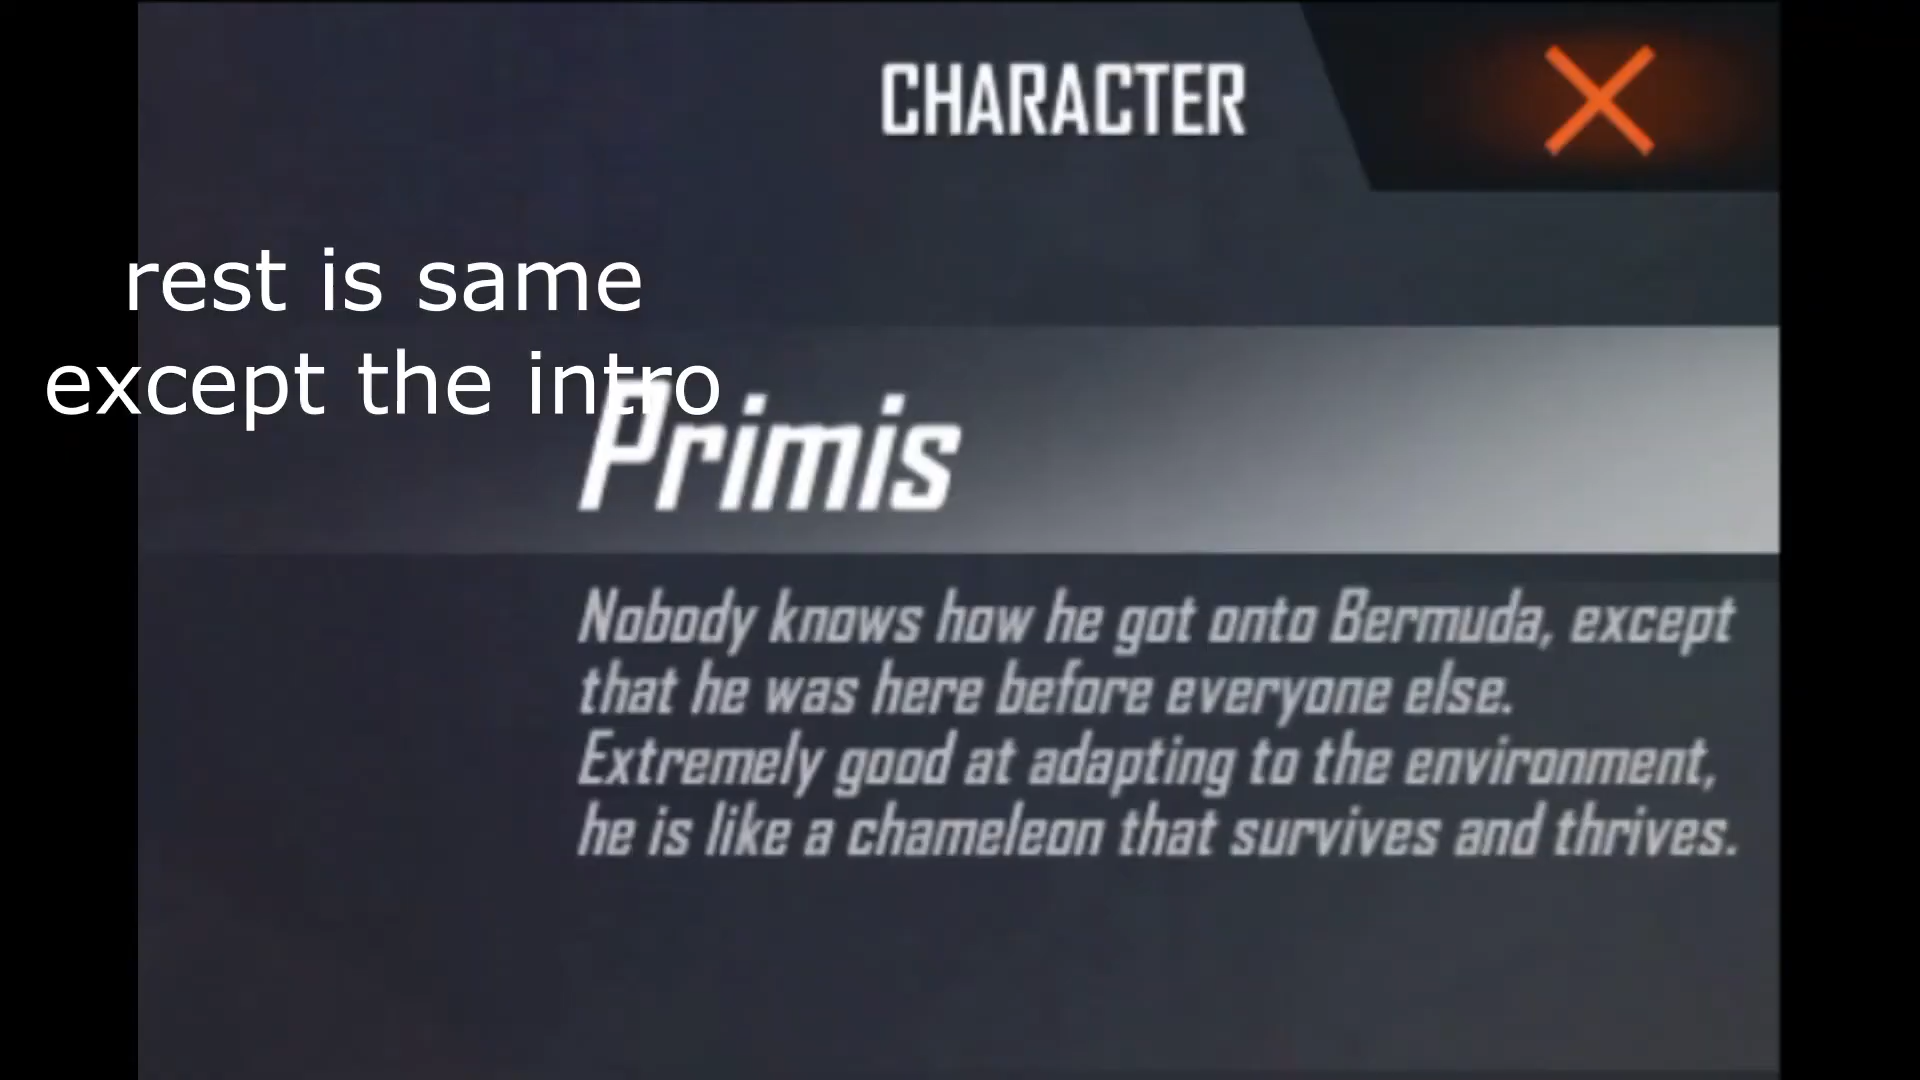 CHARACTER
rest is same
except the intro
Primis
Nobody knows how he got onto Bermuda, except
that he was here before everyone else.
Extremely good at adapting to the environment,
he is like a chameleon that survives and thrives.